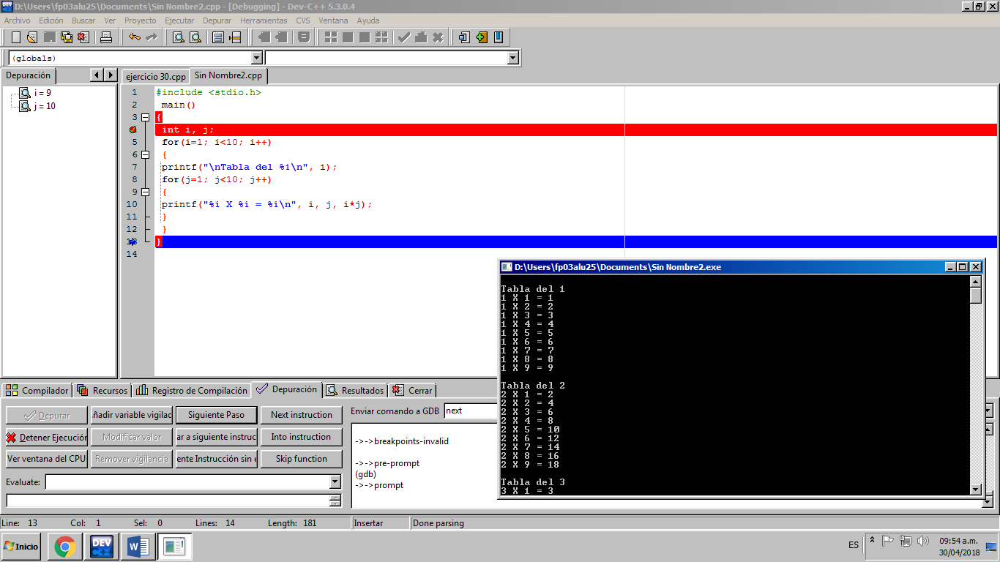 D:\Users\fp03alu25\Documents\Sin Nombre2.cpp - [Debugging] - Dev-C++ 5.3.0.4
Archivo Edición Buscar Ver Proyecto Ejecutar Depurar Herramientas CVS Ventana Ayuda
(globals)
Depuración
ejercicio 30.cpp Sin Nombre2.cpp
i = 9
j = 10
1 #include <stdio.h>
2 main()
3 {
int i, j;
5 for(i=1; i<10; i++)
6 {
7 printf("\nTabla del %i\n", i);
8 for(j=1; j<10; j++)
9 {
10 printf("%i X %i = %i\n", i, j, i*j);
11 }
12 }
13 }
14
D:\Users\fp03alu25\Documents\Sin Nombre2.exe
Tabla del 1
1 X 1 = 1
1 X 2 = 2
1 X 3 = 3
1 X 4 = 4
1 X 5 = 5
1 X 6 = 6
1 X 7 = 7
1 X 8 = 8
1 X 9 = 9
Tabla del 2
2 X 1 = 2
2 X 2 = 4
2 X 3 = 6
2 X 4 = 8
2 X 5 = 10
2 X 6 = 12
2 X 7 = 14
2 X 8 = 16
2 X 9 = 18
Tabla del 3
3 X 1 = 3
Compilador Recursos Registro de Compilación Depuración Resultados Cerrar
Depurar ñadir variable vigilac Siguiente Paso Next instruction
Detener Ejecución Modificar valor ar a siguiente instruc Into instruction
Ver ventana del CPU Remover vigilancia ente Instrucción sin e Skip function
Evaluate:
Enviar comando a GDB next
->->breakpoints-invalid
->->pre-prompt
(gdb)
->->prompt
Line: 13 Col: 1 Sel: 0 Lines: 14 Length: 181 Insertar Done parsing
Inicio DEV C++ W ES 09:54 a.m.
30/04/2018